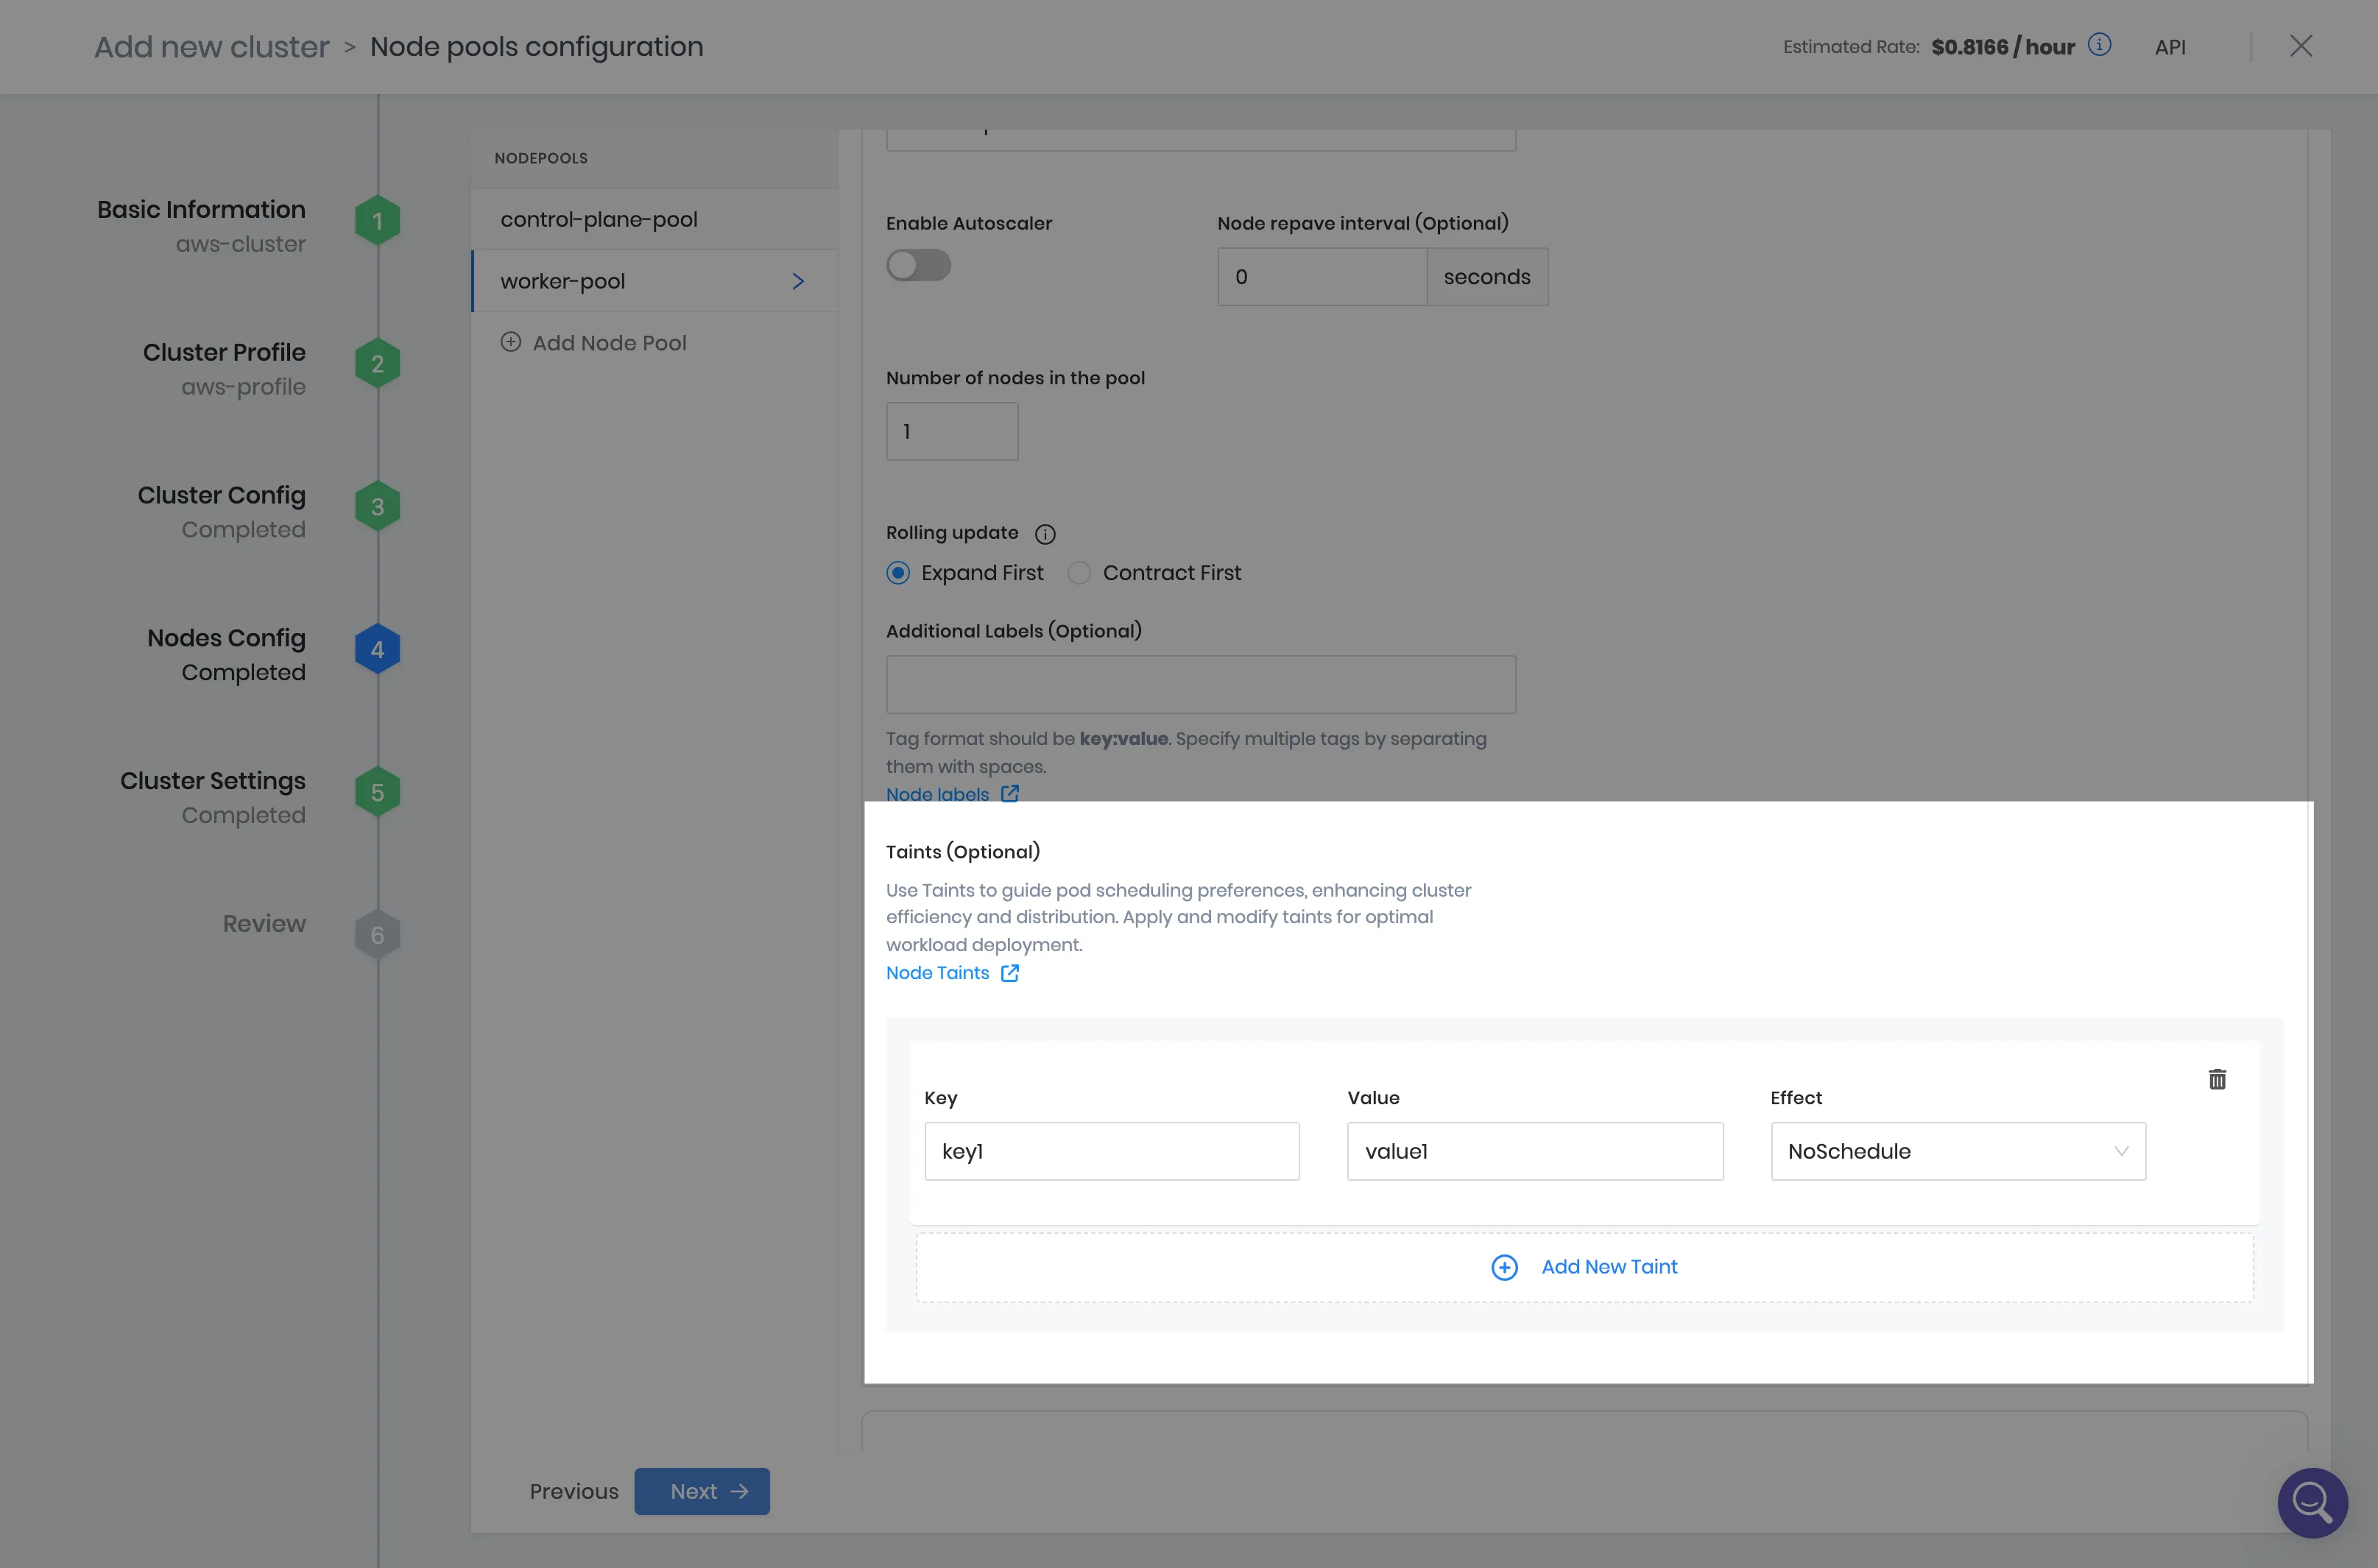 Add new cluster > Node pools configuration
Estimated Rate: $0.8166 / hour
API
Basic Information
aws-cluster
1
Cluster Profile
aws-profile
2
Cluster Config
Completed
3
Nodes Config
Completed
4
Cluster Settings
Completed
5
Review
6
NODEPOOLS
control-plane-pool
worker-pool
Add Node Pool
Enable Autoscaler
Node repave interval (Optional)
0 seconds
Number of nodes in the pool
1
Rolling update
Expand First Contract First
Additional Labels (Optional)
Tag format should be key:value. Specify multiple tags by separating
them with spaces.
Node labels
Taints (Optional)
Use Taints to guide pod scheduling preferences, enhancing cluster
efficiency and distribution. Apply and modify taints for optimal
workload deployment.
Node Taints
Key Value Effect
key1 value1 NoSchedule
Add New Taint
Previous Next